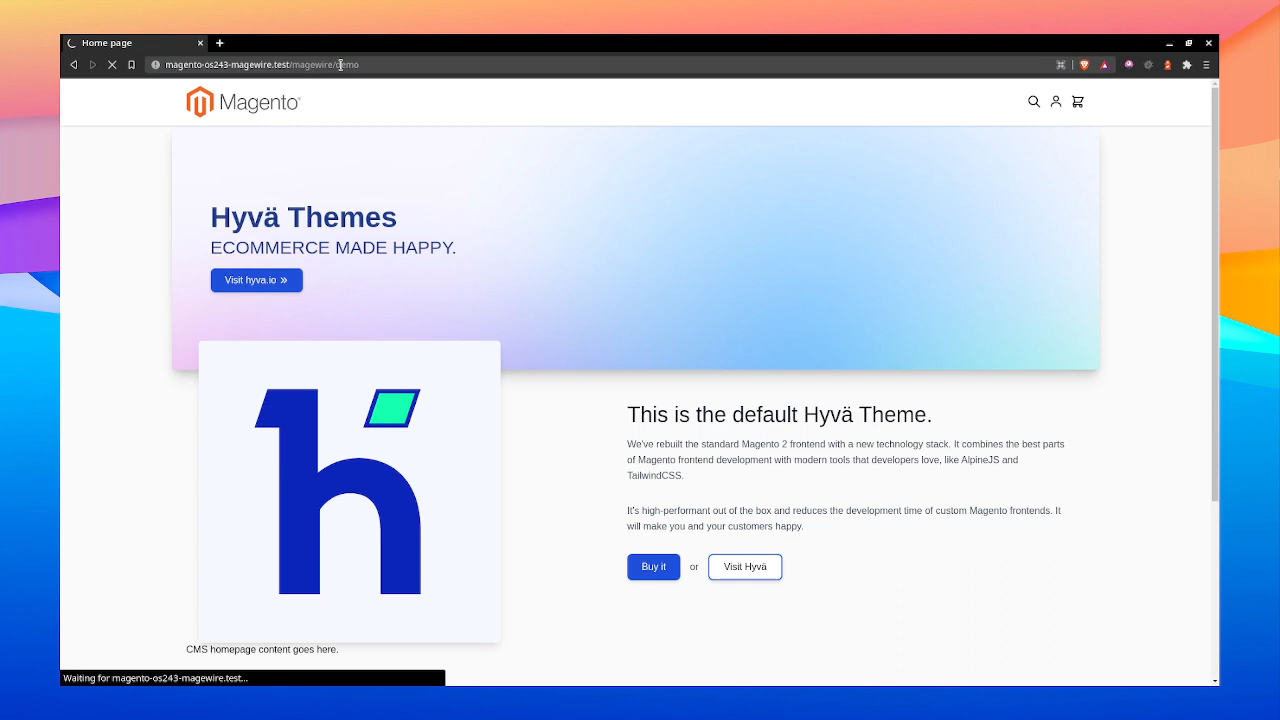 Home page
magento-os243-magewire.test/magewire/demo
Magento
Hyvä Themes
ECOMMERCE MADE HAPPY.
Visit hyva.io »
This is the default Hyvä Theme.
We've rebuilt the standard Magento 2 frontend with a new technology stack. It combines the best parts
of Magento frontend development with modern tools that developers love, like AlpineJS and
TailwindCSS.
It's high-performant out of the box and reduces the development time of custom Magento frontends. It
will make you and your customers happy.
Buy it or Visit Hyvä
CMS homepage content goes here.
Waiting for magento-os243-magewire.test...